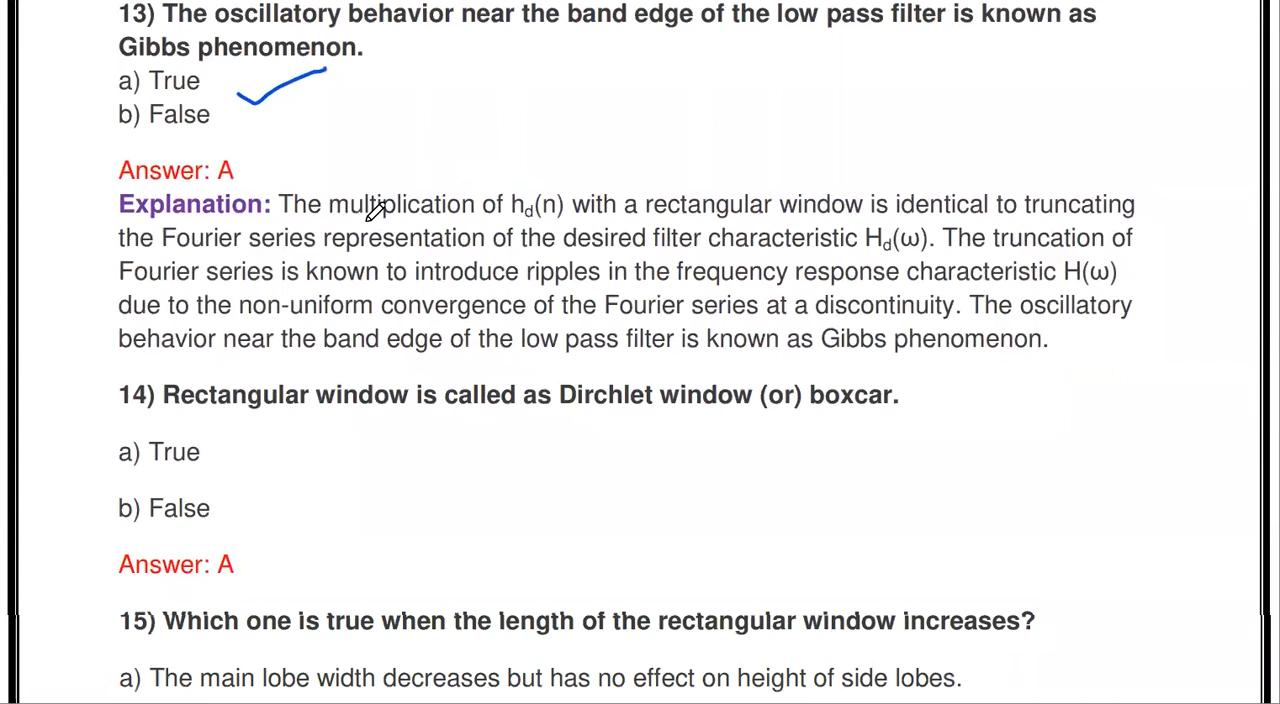 13) The oscillatory behavior near the band edge of the low pass filter is known as
Gibbs phenomenon.
a) True
b) False
Answer: A
Explanation: The multiplication of hd(n) with a rectangular window is identical to truncating
the Fourier series representation of the desired filter characteristic Hd(ω). The truncation of
Fourier series is known to introduce ripples in the frequency response characteristic H(ω)
due to the non-uniform convergence of the Fourier series at a discontinuity. The oscillatory
behavior near the band edge of the low pass filter is known as Gibbs phenomenon.
14) Rectangular window is called as Dirchlet window (or) boxcar.
a) True
b) False
Answer: A
15) Which one is true when the length of the rectangular window increases?
a) The main lobe width decreases but has no effect on height of side lobes.